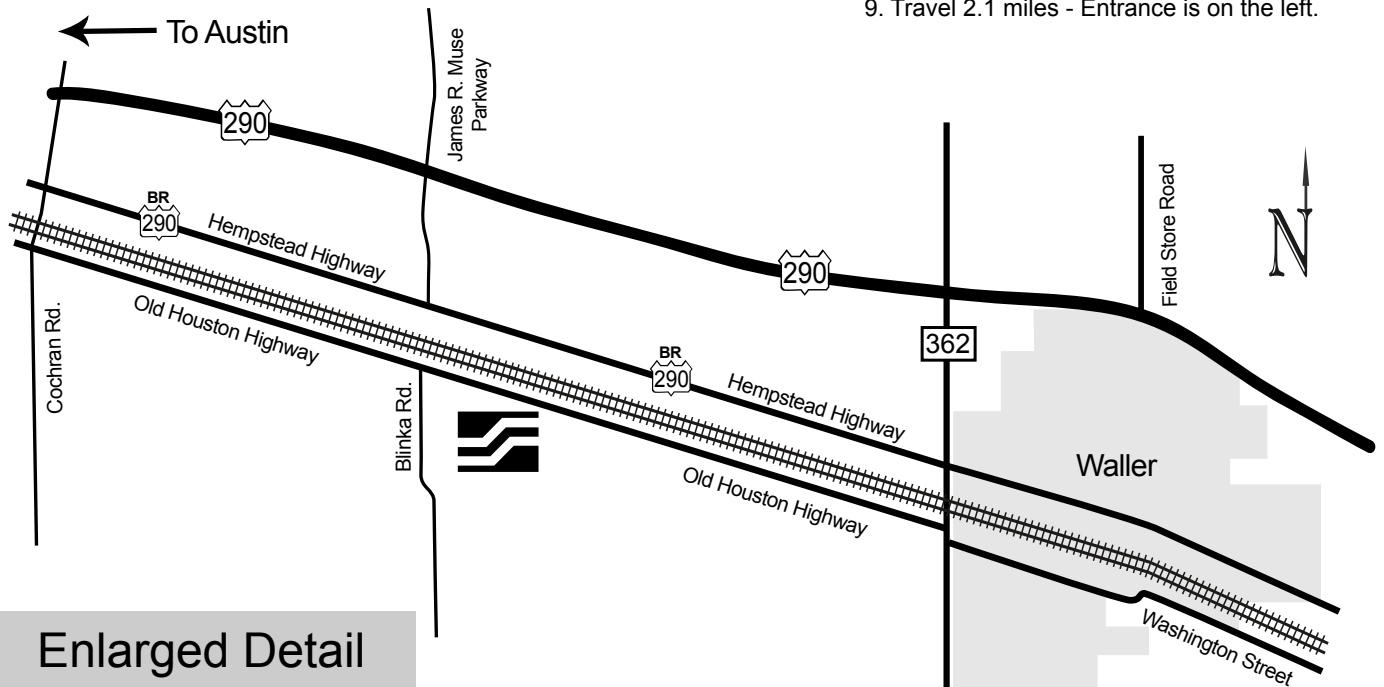 9. Travel 2.1 miles - Entrance is on the left.
To Austin
James R. Muse
Parkway
290
BR
290
Hempstead Highway
Old Houston Highway
Cochran Rd.
Blinka Rd.
290
Field Store Road
N
362
BR
290
Hempstead Highway
Old Houston Highway
Waller
Washington Street
Enlarged Detail